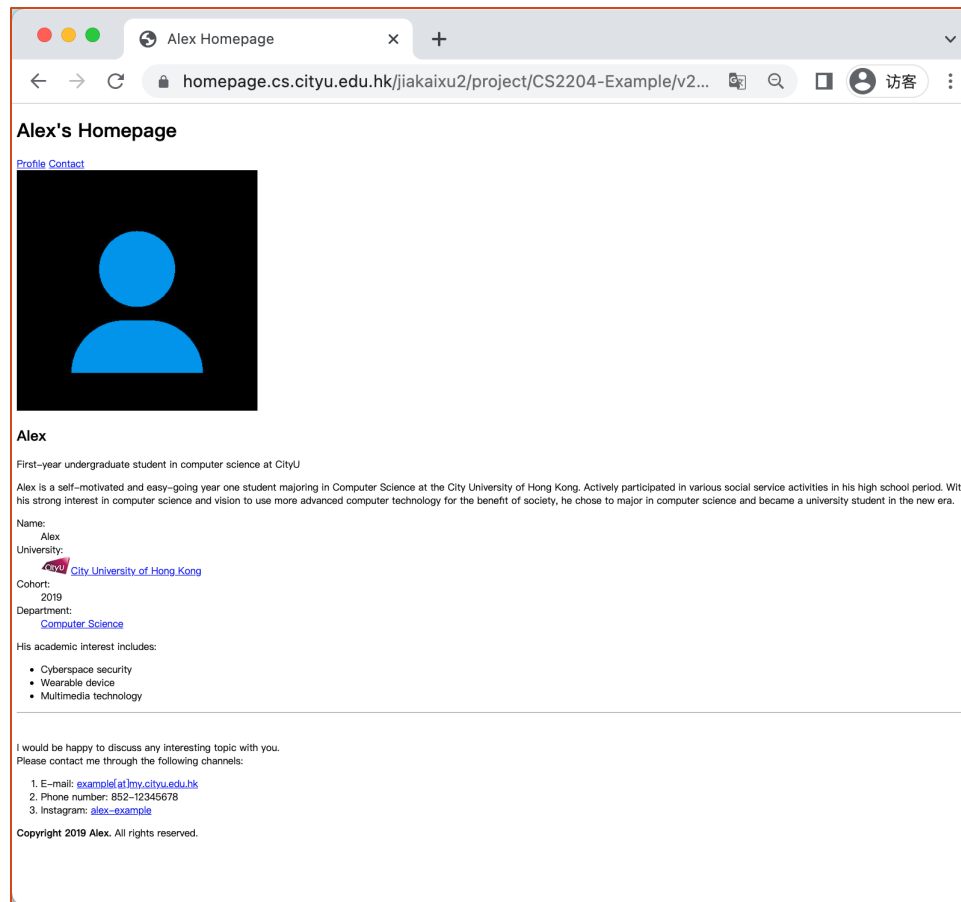 Alex Homepage
homepage.cs.cityu.edu.hk/jiakaixu2/project/CS2204-Example/v2...
访客
Alex's Homepage
Profile Contact
Alex
First-year undergraduate student in computer science at CityU
Alex is a self-motivated and easy-going year one student majoring in Computer Science at the City University of Hong Kong. Actively participated in various social service activities in his high school period. Wit
his strong interest in computer science and vision to use more advanced computer technology for the benefit of society, he chose to major in computer science and became a university student in the new era.
Name:
Alex
University:
CityU City University of Hong Kong
Cohort:
2019
Department:
Computer Science
His academic interest includes:
• Cyberspace security
• Wearable device
• Multimedia technology
I would be happy to discuss any interesting topic with you.
Please contact me through the following channels:
1. E-mail: example[at]my.cityu.edu.hk
2. Phone number: 852-12345678
3. Instagram: alex-example
Copyright 2019 Alex. All rights reserved.